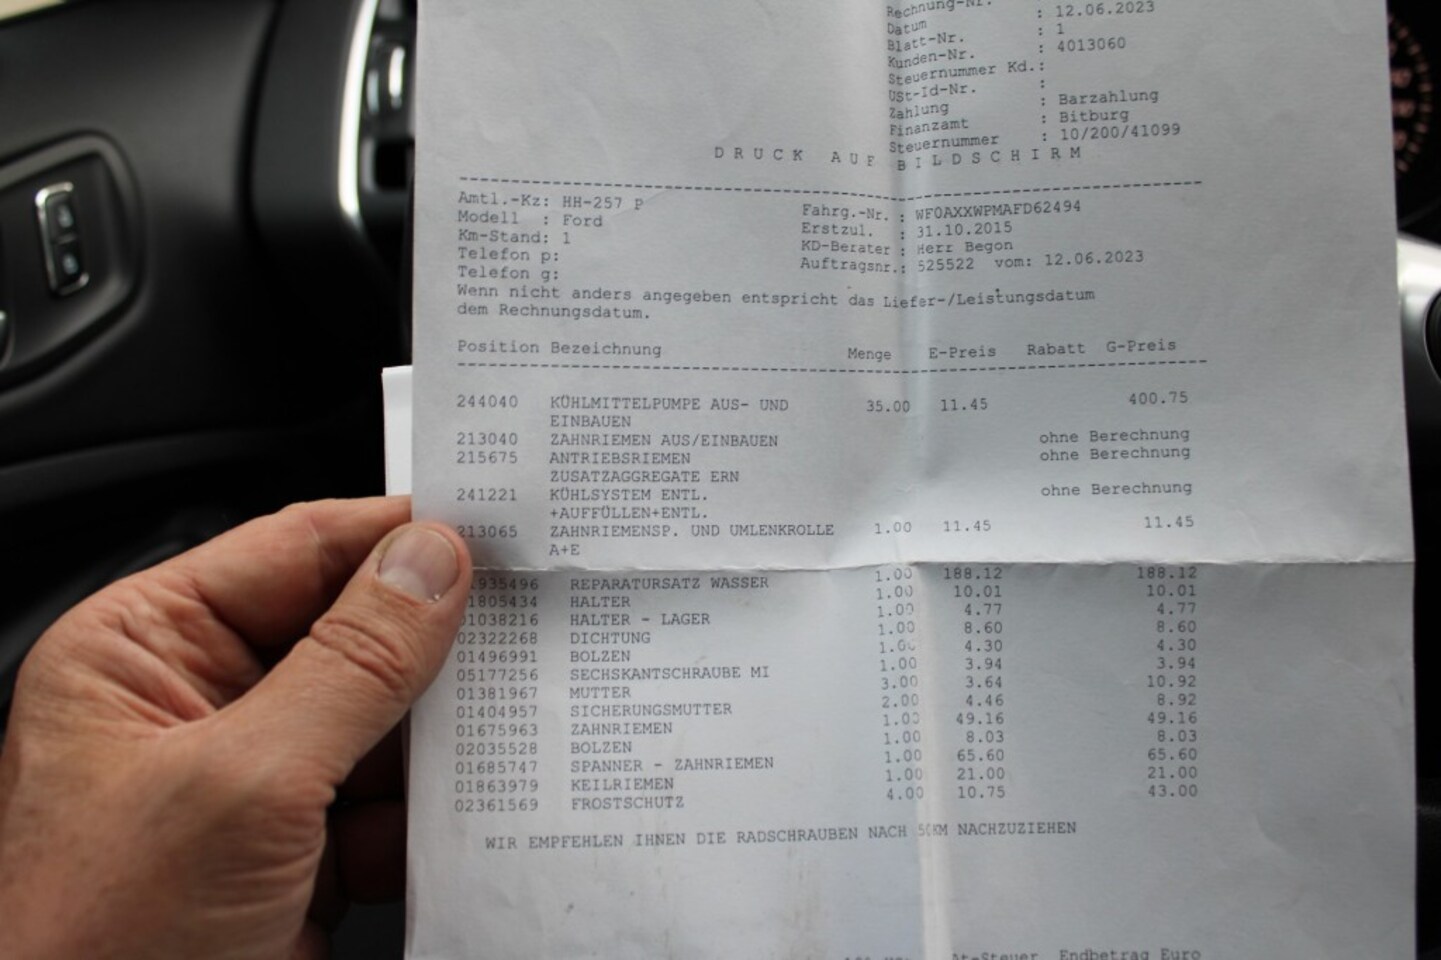 Rechnung-Nr.
Datum : 12.06.2023
Blatt-Nr. : 1
Kunden-Nr. : 4013060
Steuernummer Kd.:
USt-Id-Nr. :
Zahlung : Barzahlung
Finanzamt : Bitburg
Steuernummer : 10/200/41099
D R U C K A U F B I L D S C H I R M
Amtl.-Kz: HH-257 P Fahrg.-Nr. : WF0AXXWPMAFD62494
Modell : Ford Erstzul. : 31.10.2015
Km-Stand: 1 KD-Berater : Herr Begon
Telefon p: Auftragsnr.: 525522 vom: 12.06.2023
Telefon g:
Wenn nicht anders angegeben entspricht das Liefer-/Leistungsdatum
dem Rechnungsdatum.
Position Bezeichnung Menge E-Preis Rabatt G-Preis
244040 KÜHLMITTELPUMPE AUS- UND 35.00 11.45 400.75
EINBAUEN
213040 ZAHNRIEMEN AUS/EINBAUEN ohne Berechnung
215675 ANTRIEBSRIEMEN ohne Berechnung
ZUSATZAGGREGATE ERN
241221 KÜHLSYSTEM ENTL. ohne Berechnung
+AUFFÜLLEN+ENTL.
213065 ZAHNRIEMENSP. UND UMLENKROLLE 1.00 11.45 11.45
A+E
935496 REPARATURSATZ WASSER 1.00 188.12 188.12
1805434 HALTER 1.00 10.01 10.01
01038216 HALTER - LAGER 1.00 4.77 4.77
02322268 DICHTUNG 1.00 8.60 8.60
01496991 BOLZEN 1.00 4.30 4.30
05177256 SECHSKANTSCHRAUBE MI 1.00 3.94 3.94
01381967 MUTTER 3.00 3.64 10.92
01404957 SICHERUNGSMUTTER 2.00 4.46 8.92
01675963 ZAHNRIEMEN 1.00 49.16 49.16
02035528 BOLZEN 1.00 8.03 8.03
01685747 SPANNER - ZAHNRIEMEN 1.00 65.60 65.60
01863979 KEILRIEMEN 1.00 21.00 21.00
02361569 FROSTSCHUTZ 4.00 10.75 43.00
WIR EMPFEHLEN IHNEN DIE RADSCHRAUBEN NACH 50KM NACHZUZIEHEN
Endbetrag Euro